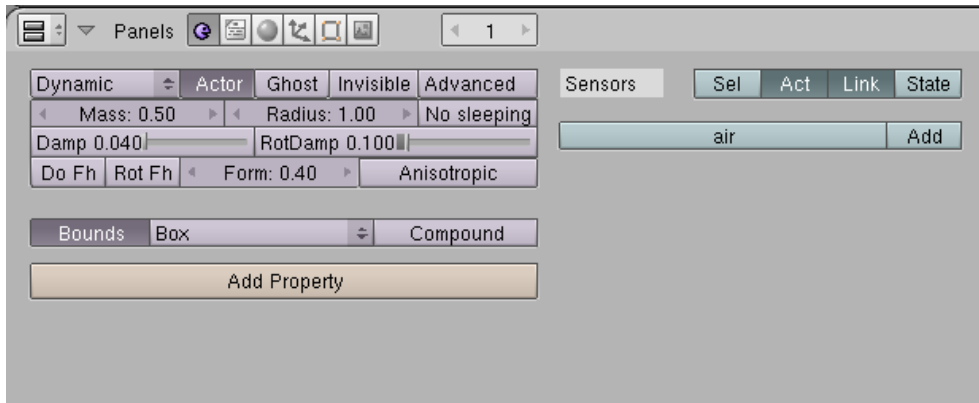 Panels 1
Dynamic Actor Ghost Invisible Advanced
Mass: 0.50 Radius: 1.00 No sleeping
Damp 0.040 RotDamp 0.100
Do Fh Rot Fh Form: 0.40 Anisotropic
Bounds Box Compound
Add Property
Sensors Sel Act Link State
air Add